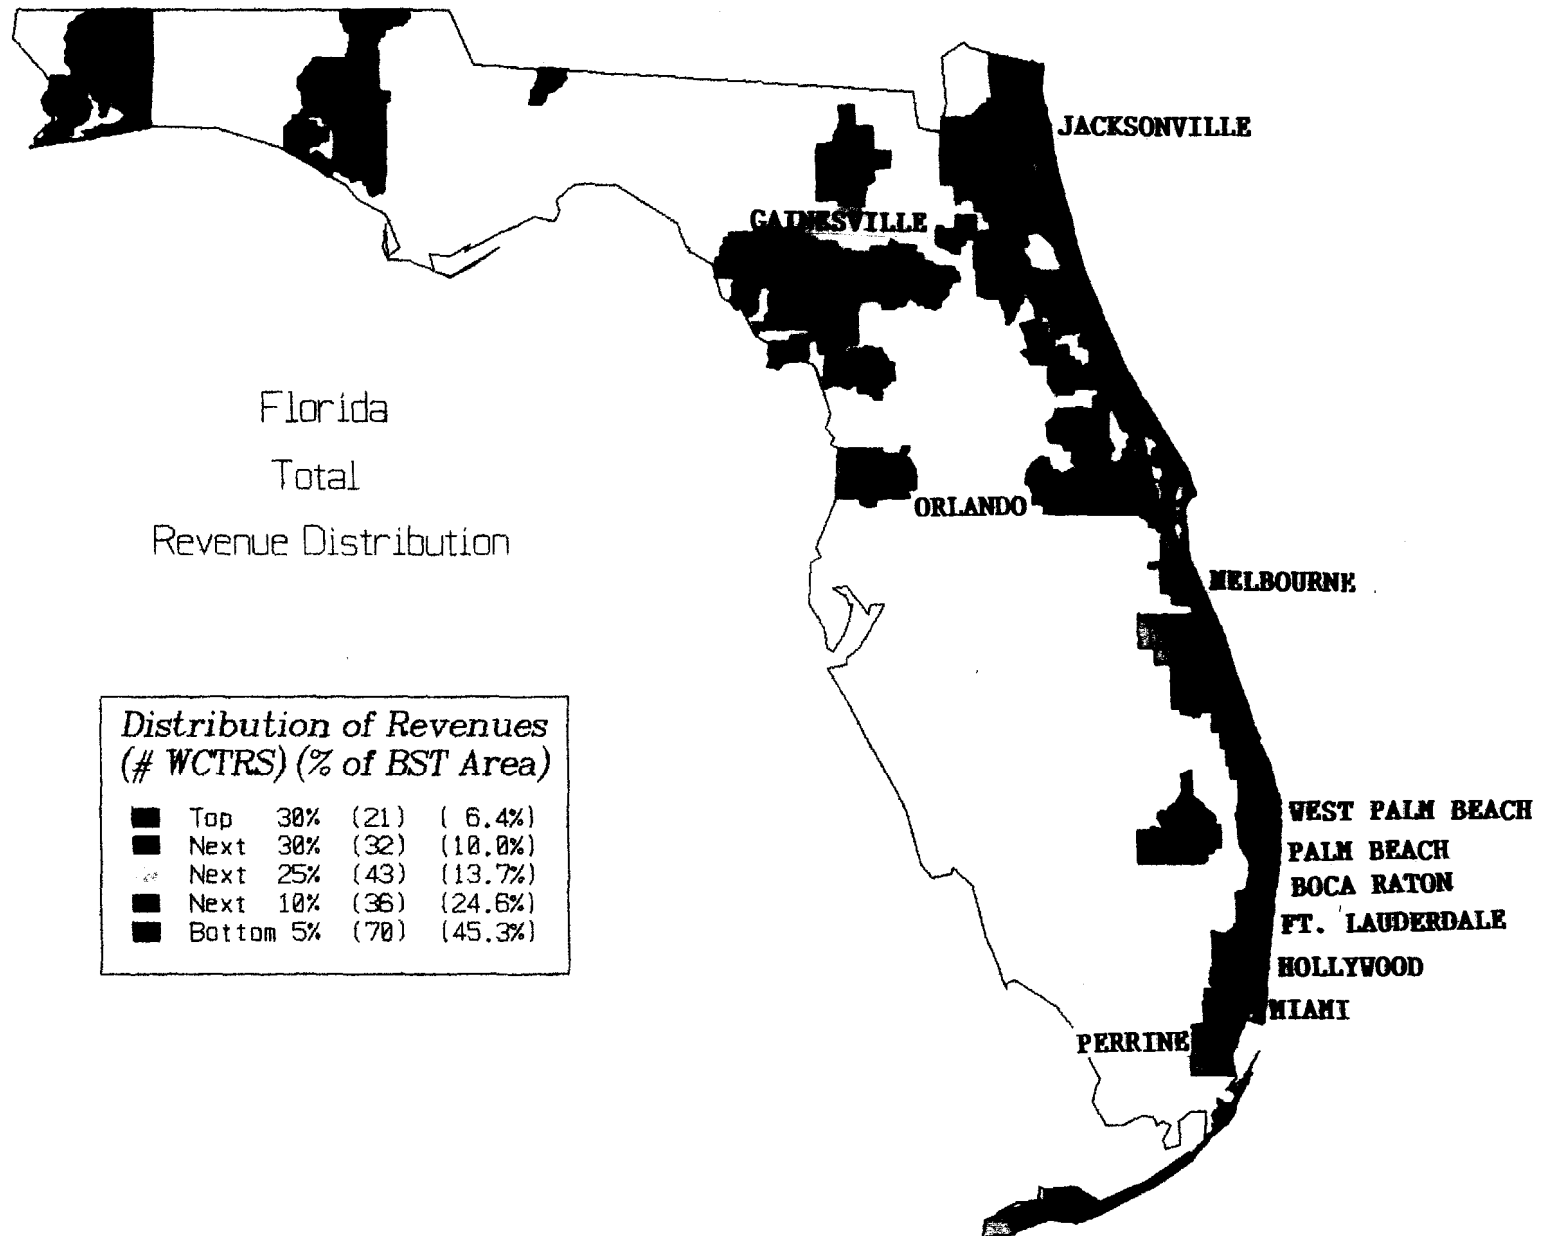 JACKSONVILLE
GAINESVILLE
Florida
Total
Revenue Distribution
ORLANDO
MELBOURNE
Distribution of Revenues
(# WCTRS) (% of BST Area)
Top 30% (21) ( 6.4%)
Next 30% (32) (10.0%)
Next 25% (43) (13.7%)
Next 10% (36) (24.6%)
Bottom 5% (70) (45.3%)
WEST PALM BEACH
PALM BEACH
BOCA RATON
FT. LAUDERDALE
HOLLYWOOD
MIAMI
PERRINE